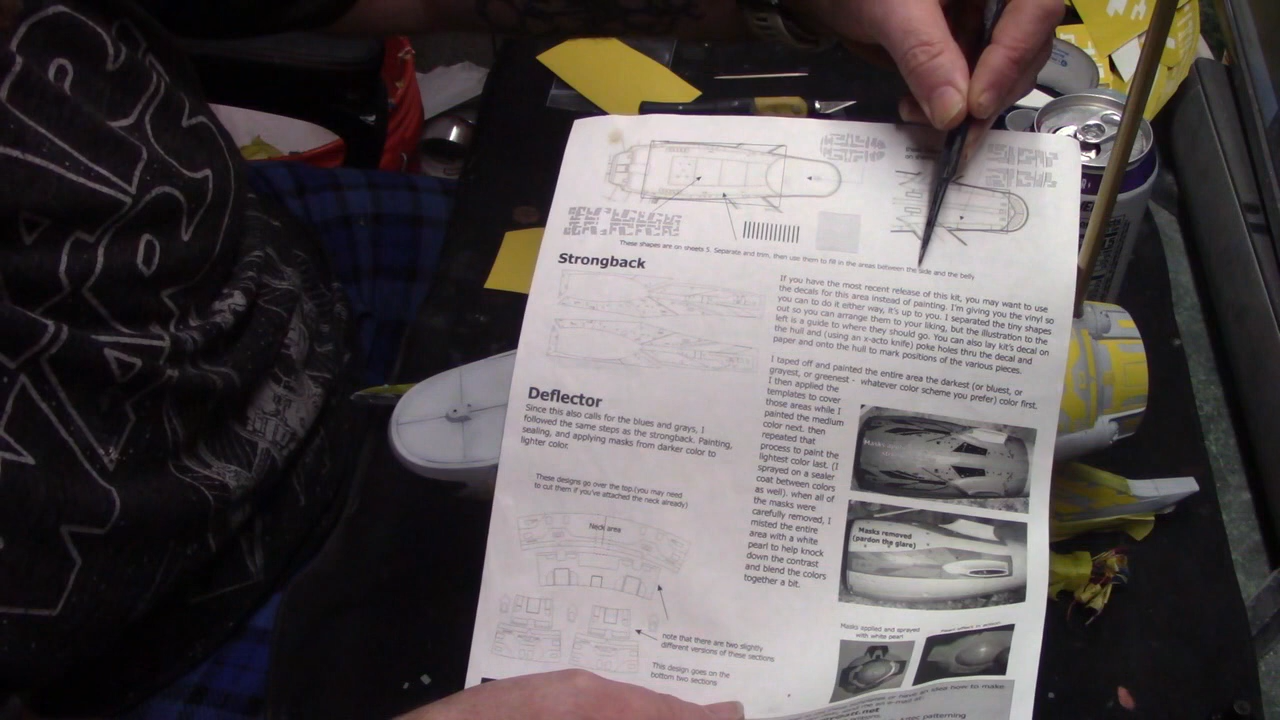 These shapes are on sheets 5. Separate and trim, then use them to fill in the areas between the side and the belly
Strongback
If you have the most recent release of this kit, you may want to use
the decals for this area instead of painting. I'm giving you the vinyl so
you can to do it either way, it's up to you. I separated the tiny shapes
out so you can arrange them to your liking, but the illustration to the
left is a guide to where they should go. You can also lay kit's decal on
the hull and (using an x-acto knife) poke holes thru the decal and
paper and onto the hull to mark positions of the various pieces.
I taped off and painted the entire area the darkest (or bluest, or
grayest, or greenest - whatever color scheme you prefer) color first.
I then applied the
templates to cover
those areas while I
painted the medium
color next. then
repeated that
process to paint the
lightest color last. (I
sprayed on a sealer
coat between colors
as well). when all of
the masks were
carefully removed, I
misted the entire
area with a white
pearl to help knock
down the contrast
and blend the colors
together a bit.
Masks removed
(pardon the glare)
Masks applied and sprayed
with white pearl
Deflector
Since this also calls for the blues and grays, I
followed the same steps as the strongback. Painting,
sealing, and applying masks from darker color to
lighter color.
These designs go over the top.(you may need
to cut them if you've attached the neck already)
Neck area
note that there are two slightly
different versions of these sections
This design goes on the
bottom two sections